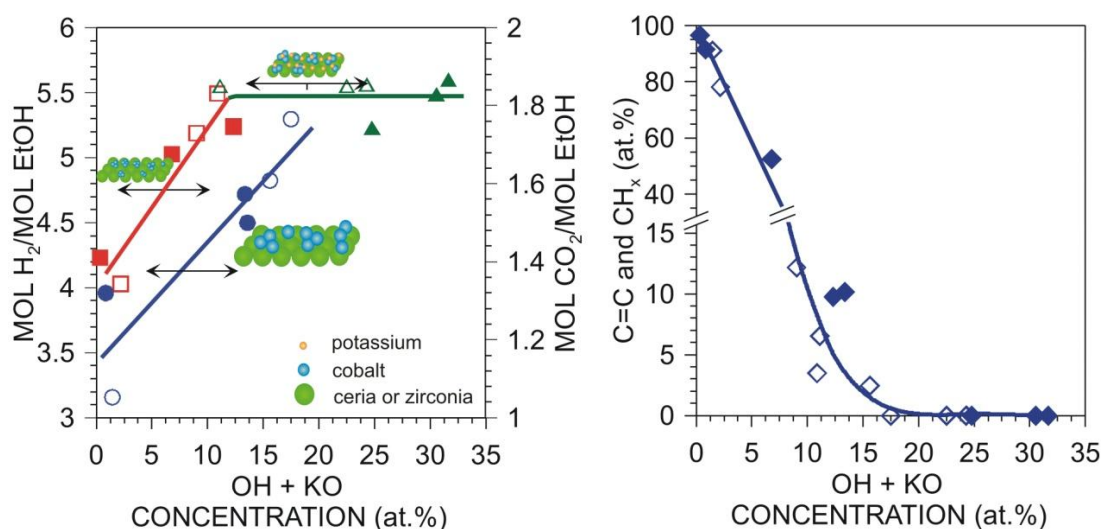 MOL H₂/MOL EtOH
6
5.5
5
4.5
4
3.5
3
2
1.8
1.6
1.4
1.2
1
MOL CO₂/MOL EtOH
potassium
cobalt
ceria or zirconia
0 5 10 15 20 25 30 35
OH + KO
CONCENTRATION (at.%)
C=C and CHₓ (at.%)
100
80
60
40
15
10
5
0
0 5 10 15 20 25 30 35
OH + KO
CONCENTRATION (at.%)